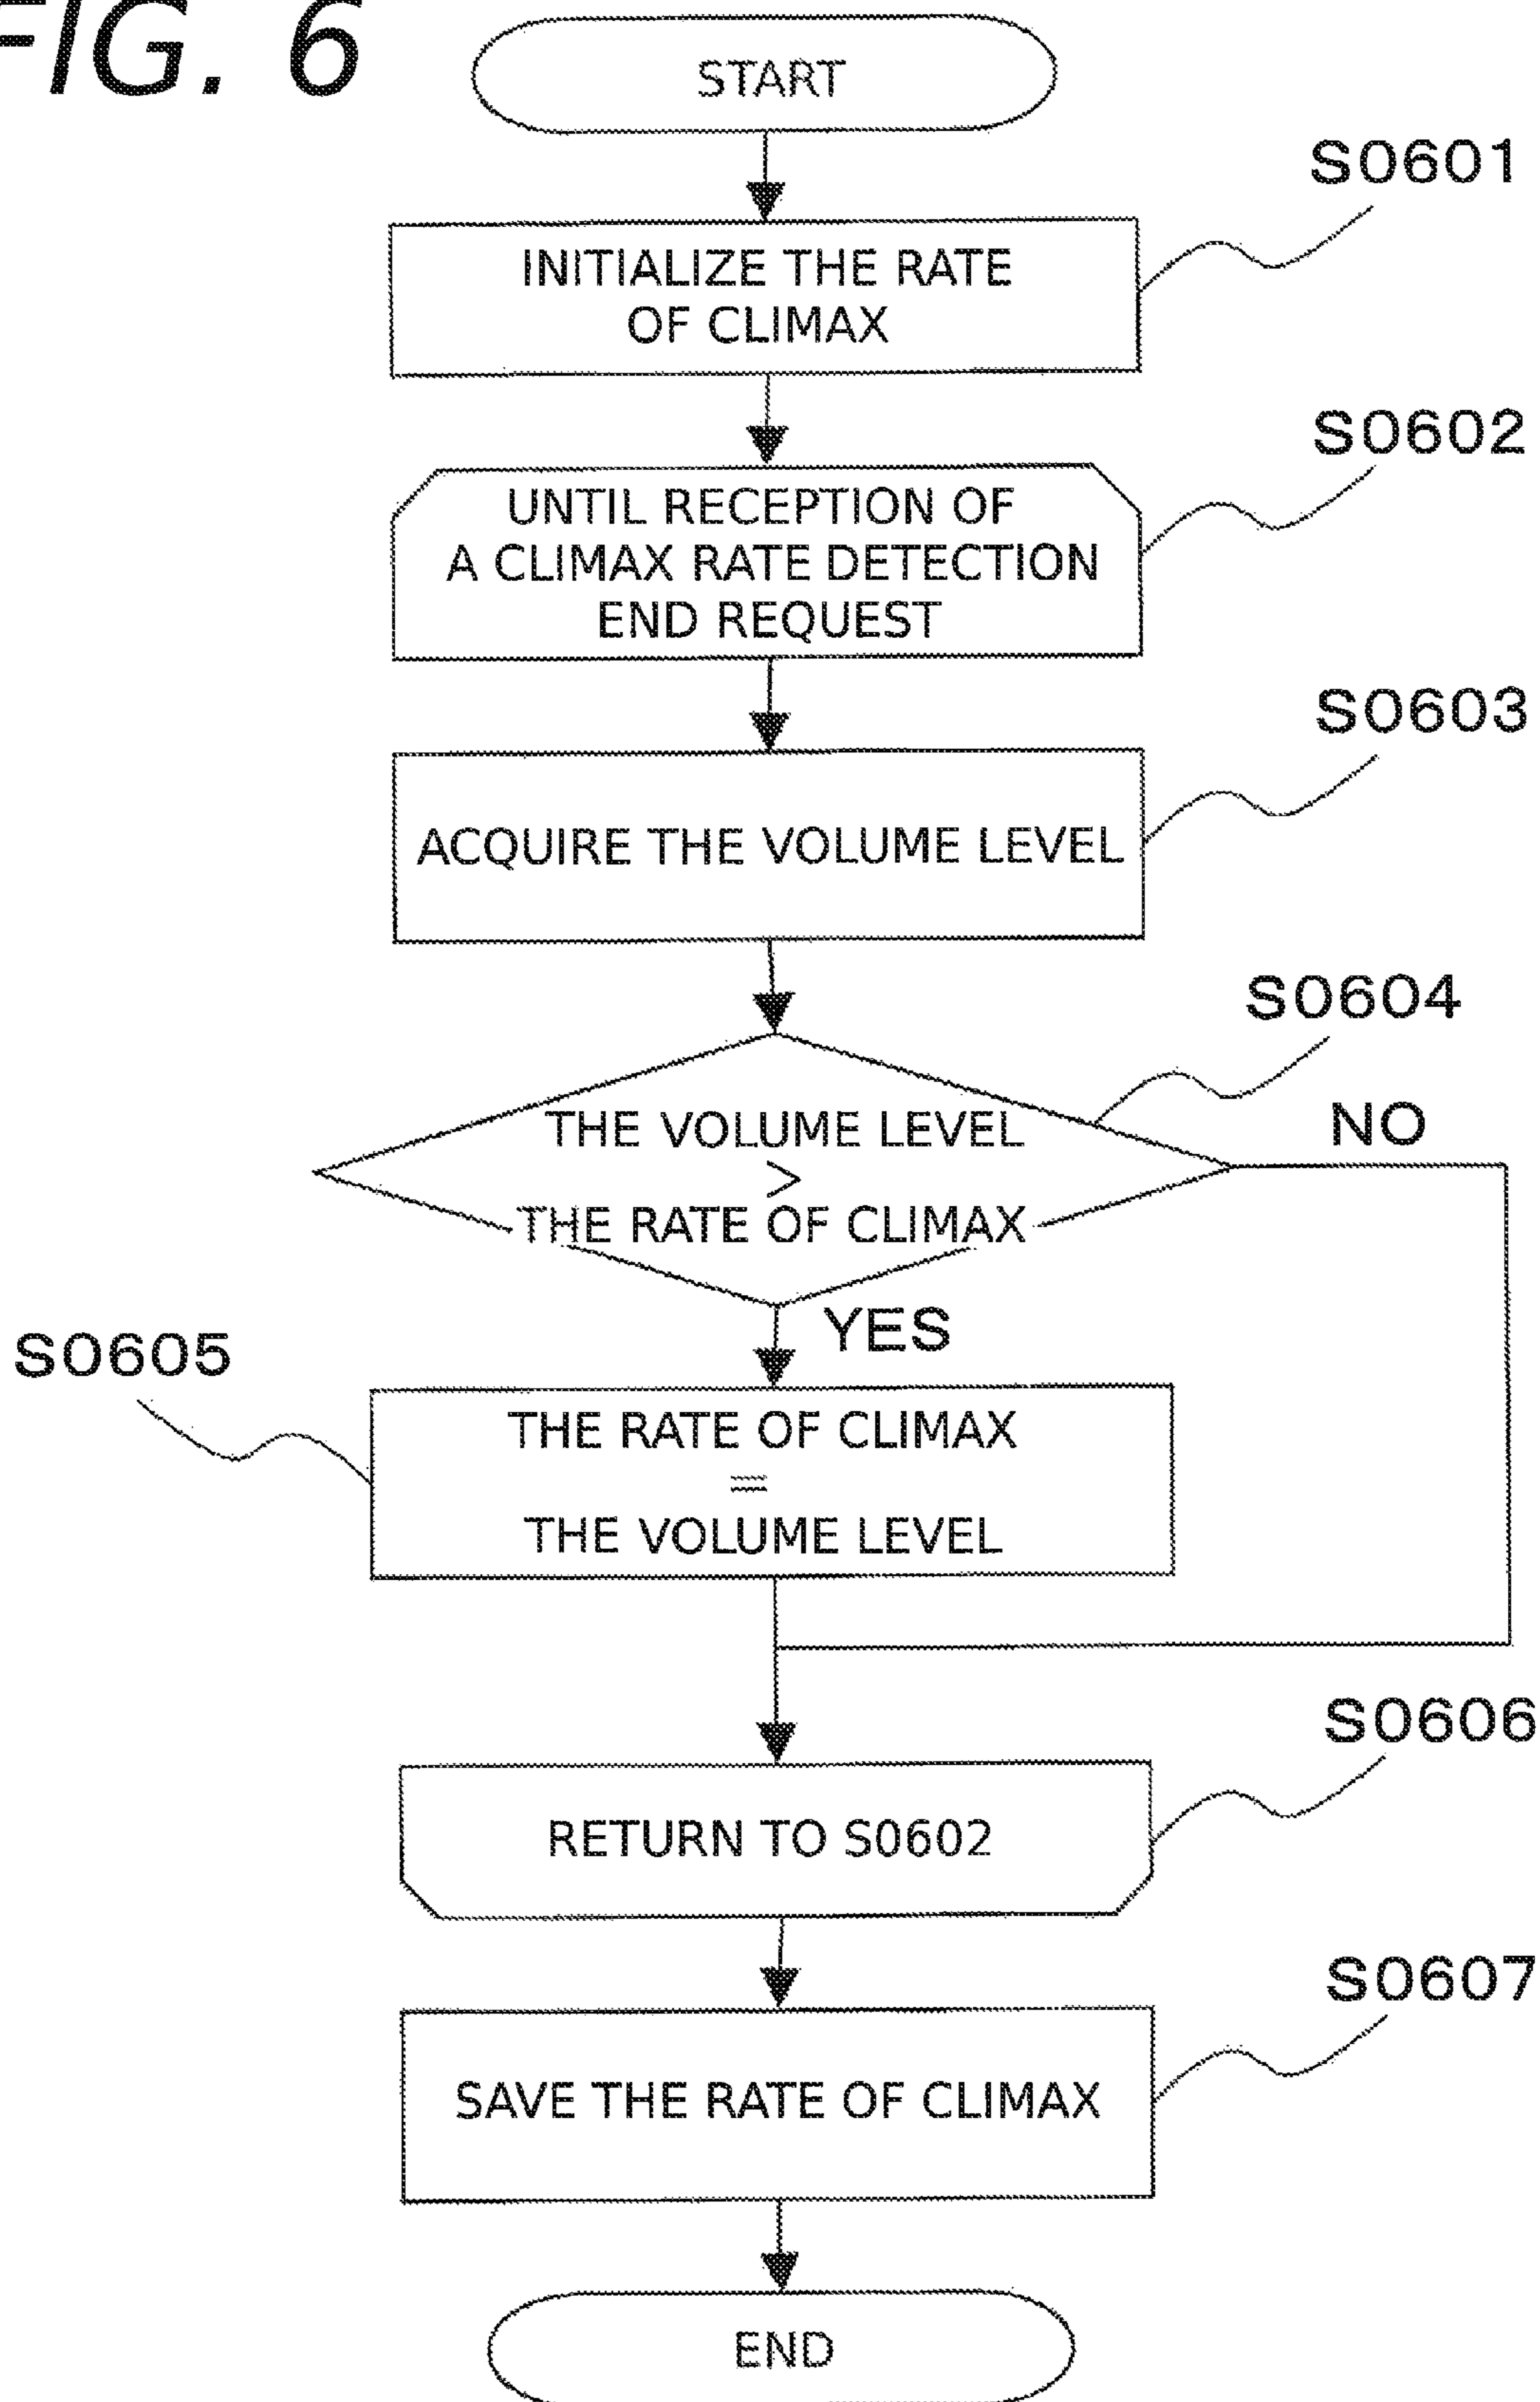 FIG. 6
START
S0601
INITIALIZE THE RATE
OF CLIMAX
S0602
UNTIL RECEPTION OF
A CLIMAX RATE DETECTION
END REQUEST
S0603
ACQUIRE THE VOLUME LEVEL
S0604
THE VOLUME LEVEL
>
THE RATE OF CLIMAX
NO
YES
S0605
THE RATE OF CLIMAX
=
THE VOLUME LEVEL
S0606
RETURN TO S0602
S0607
SAVE THE RATE OF CLIMAX
END